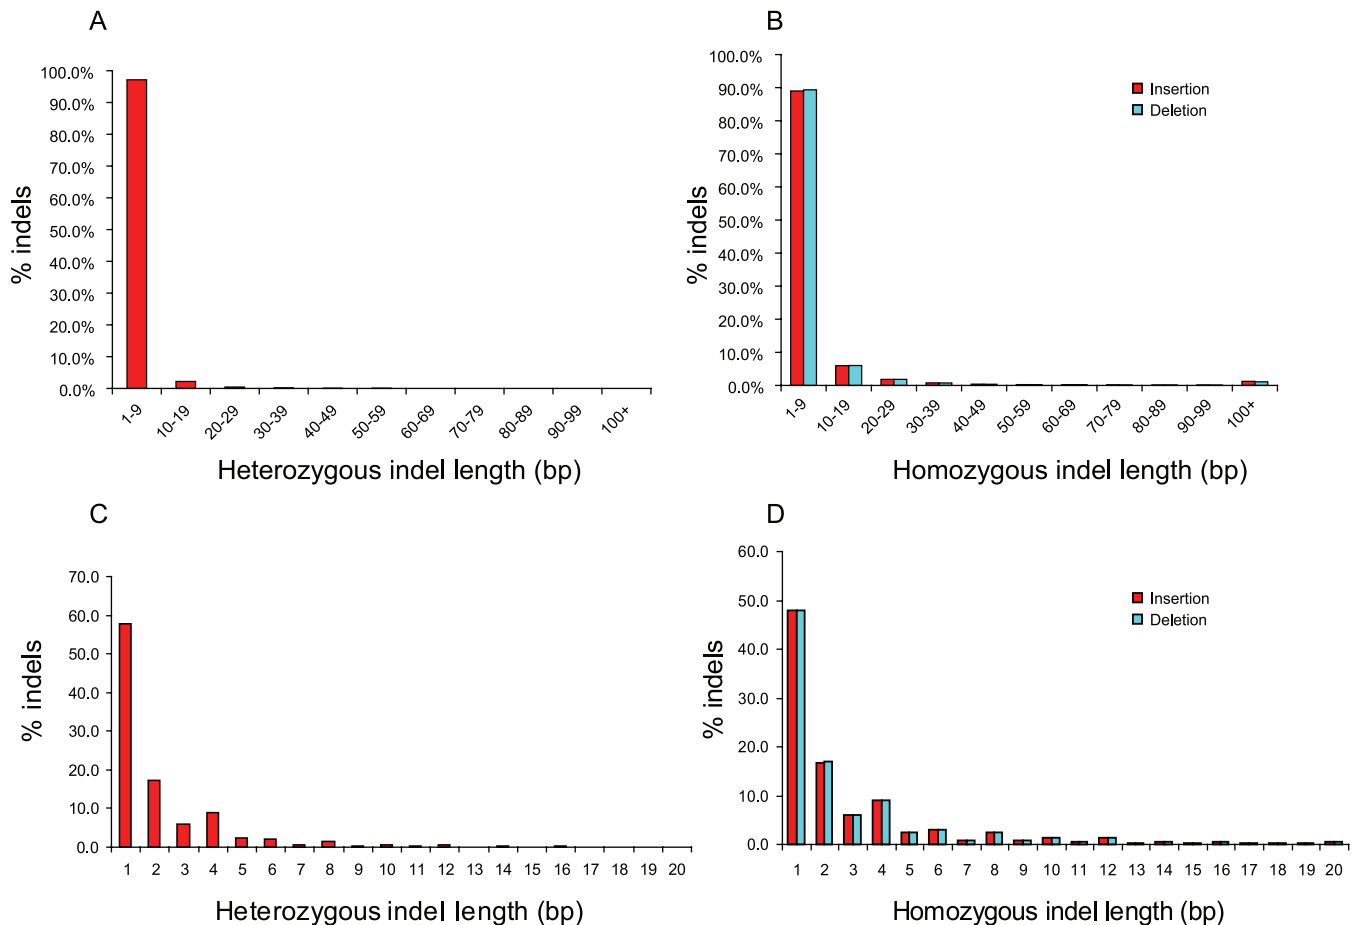 A
100.0%
90.0%
80.0%
70.0%
60.0%
50.0%
40.0%
30.0%
20.0%
10.0%
0.0%
% indels
1-9 10-19 20-29 30-39 40-49 50-59 60-69 70-79 80-89 90-99 100+
Heterozygous indel length (bp)
B
100.0%
90.0%
80.0%
70.0%
60.0%
50.0%
40.0%
30.0%
20.0%
10.0%
0.0%
% indels
Insertion
Deletion
1-9 10-19 20-29 30-39 40-49 50-59 60-69 70-79 80-89 90-99 100+
Homozygous indel length (bp)
C
70.0
60.0
50.0
40.0
30.0
20.0
10.0
0.0
% indels
1 2 3 4 5 6 7 8 9 10 11 12 13 14 15 16 17 18 19 20
Heterozygous indel length (bp)
D
60.0
50.0
40.0
30.0
20.0
10.0
0.0
% indels
Insertion
Deletion
1 2 3 4 5 6 7 8 9 10 11 12 13 14 15 16 17 18 19 20
Homozygous indel length (bp)